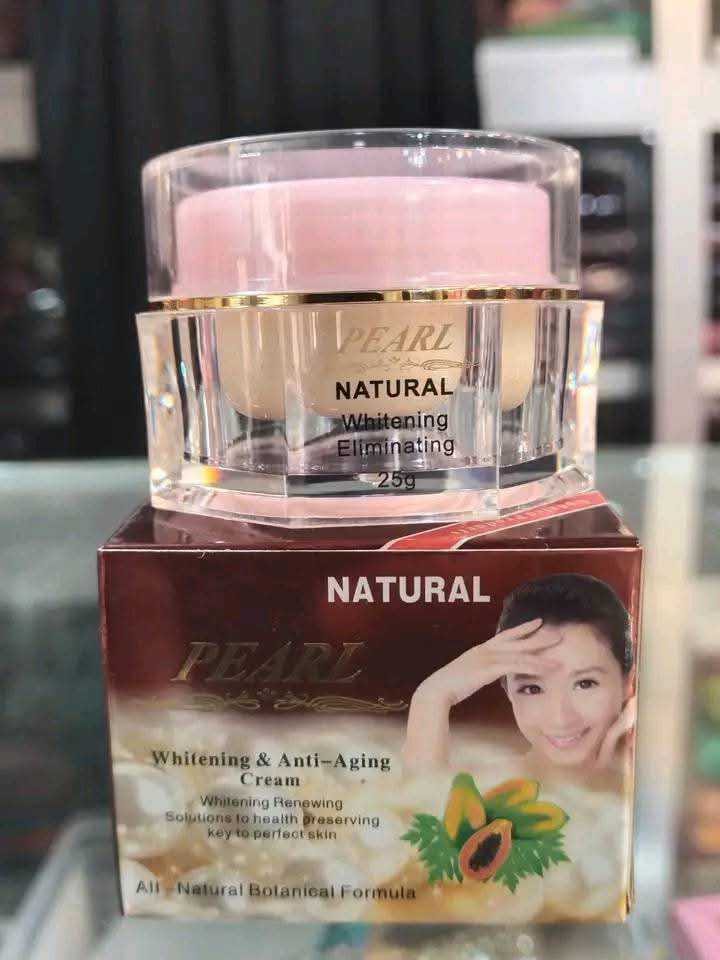 PEARL
NATURAL
Whitening
Eliminating
25g
NATURAL
PEARL
Whitening & Anti-Aging
Cream
Whitening Renewing
Solutions to health preserving
key to perfect skin
All-Natural Botanical Formula